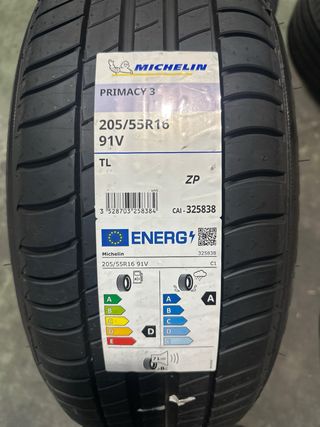 MICHELIN
PRIMACY 3
205/55R16
91V
TL
ZP
3 528703 258384
CAI - 325838
ENERG
Michelin 325838
205/55R16 91V C1
A A A
B B
C C
D D D
E E